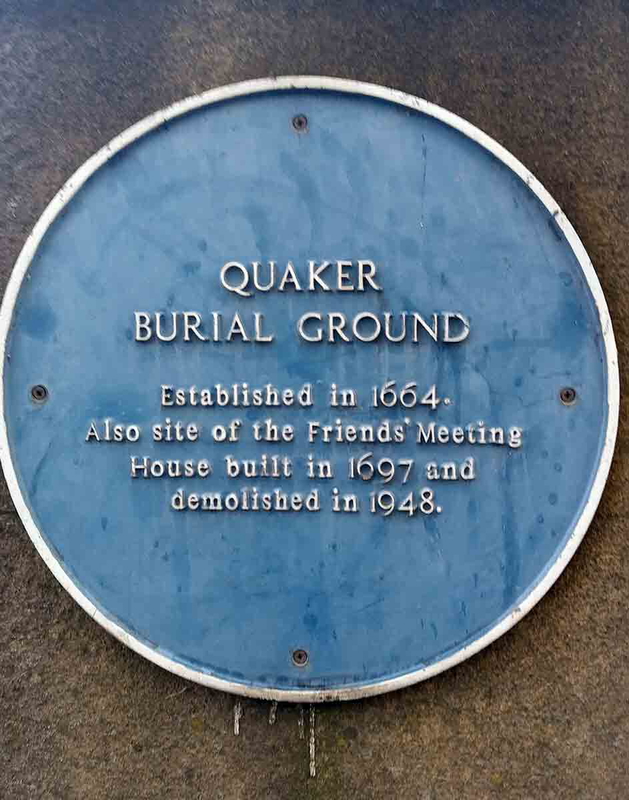 QUAKER
BURIAL GROUND
Established in 1664.
Also site of the Friends' Meeting
House built in 1697 and
demolished in 1948.